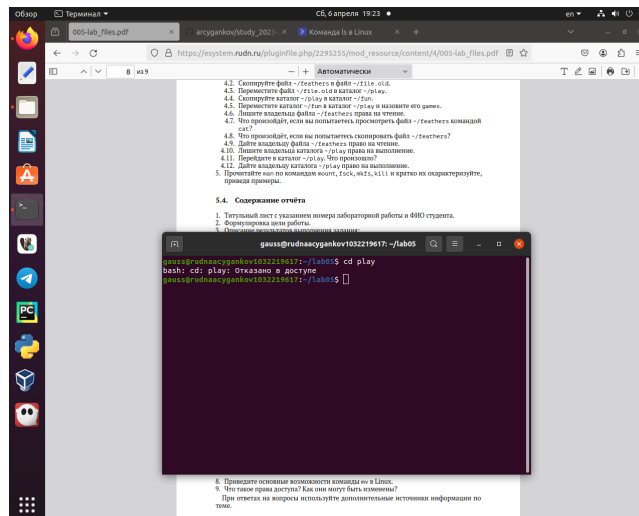 Обзор
Терминал
Сб, 6 апреля 19:23
en
005-lab_files.pdf
arcygankov/study_2023-
Команда ls в Linux
https://esystem.rudn.ru/pluginfile.php/2295255/mod_resource/content/4/005-lab_files.pdf
8 из 9
Автоматически
4.2. Скопируйте файл ~/feathers в файл ~/file.old.
4.3. Переместите файл ~/file.old в каталог ~/play.
4.4. Скопируйте каталог ~/play в каталог ~/fun.
4.5. Переместите каталог ~/fun в каталог ~/play и назовите его games.
4.6. Лишите владельца файла ~/feathers права на чтение.
4.7. Что произойдёт, если вы попытаетесь просмотреть файл ~/feathers командой
cat?
4.8. Что произойдёт, если вы попытаетесь скопировать файл ~/feathers?
4.9. Дайте владельцу файла ~/feathers право на чтение.
4.10. Лишите владельца каталога ~/play права на выполнение.
4.11. Перейдите в каталог ~/play. Что произошло?
4.12. Дайте владельцу каталога ~/play право на выполнение.
5. Прочитайте man по командам mount, fsck, mkfs, kill и кратко их охарактеризуйте,
приведя примеры.
5.4. Содержание отчёта
1. Титульный лист с указанием номера лабораторной работы и ФИО студента.
2. Формулировка цели работы.
3. Описание результатов выполнения задания:
gauss@rudnaacygankov1032219617: ~/lab05
gauss@rudnaacygankov1032219617:~/lab05$ cd play
bash: cd: play: Отказано в доступе
gauss@rudnaacygankov1032219617:~/lab05$
8. Приведите основные возможности команды mv в Linux.
9. Что такое права доступа? Как они могут быть изменены?
При ответах на вопросы используйте дополнительные источники информации по
теме.